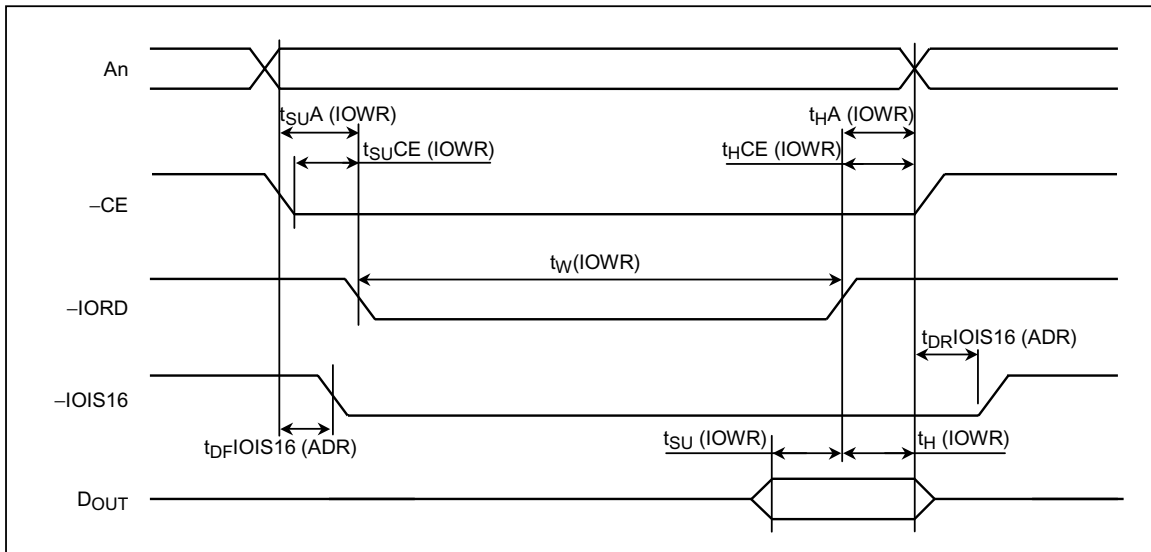 An
tSUA (IOWR)
tHA (IOWR)
tSUCE (IOWR)
tHCE (IOWR)
–CE
tW(IOWR)
–IORD
tDRIOIS16 (ADR)
–IOIS16
tDFIOIS16 (ADR)
tSU (IOWR)
tH (IOWR)
DOUT